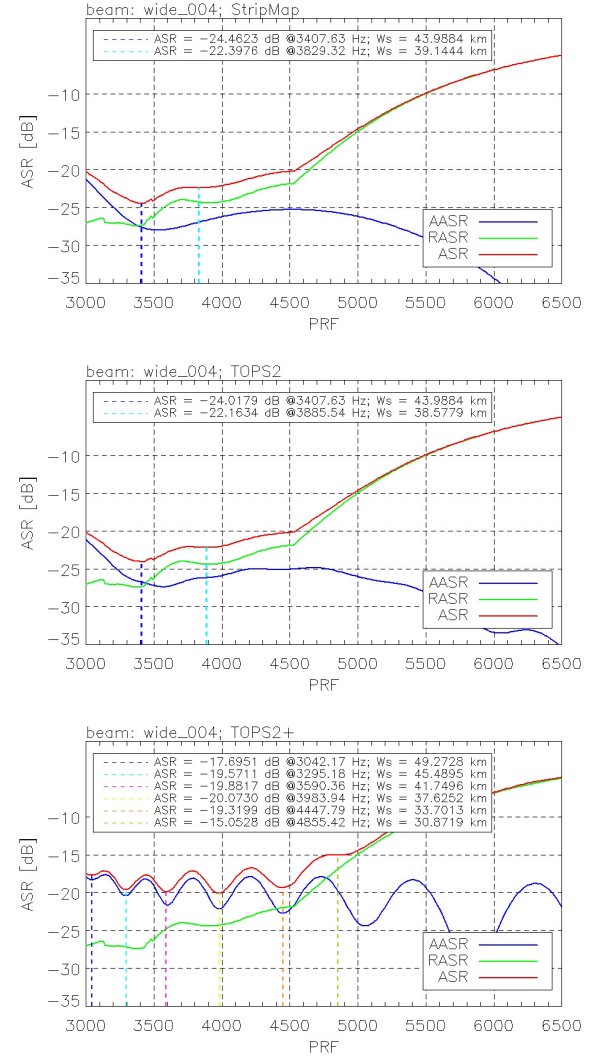 beam: wide_004; StripMap
ASR = −24.4623 dB @3407.63 Hz; Ws = 43.9884 km
ASR = −22.3976 dB @3829.32 Hz; Ws = 39.1444 km
−10
−15
−20
−25
−30
−35
ASR [dB]
AASR
RASR
ASR
3000 3500 4000 4500 5000 5500 6000 6500
PRF
beam: wide_004; TOPS2
ASR = −24.0179 dB @3407.63 Hz; Ws = 43.9884 km
ASR = −22.1634 dB @3885.54 Hz; Ws = 38.5779 km
−10
−15
−20
−25
−30
−35
ASR [dB]
AASR
RASR
ASR
3000 3500 4000 4500 5000 5500 6000 6500
PRF
beam: wide_004; TOPS2+
ASR = −17.6951 dB @3042.17 Hz; Ws = 49.2728 km
ASR = −19.5711 dB @3295.18 Hz; Ws = 45.4895 km
ASR = −19.8817 dB @3590.36 Hz; Ws = 41.7496 km
ASR = −20.0730 dB @3983.94 Hz; Ws = 37.6252 km
ASR = −19.3199 dB @4447.79 Hz; Ws = 33.7013 km
ASR = −15.0528 dB @4855.42 Hz; Ws = 30.8719 km
−10
−15
−20
−25
−30
−35
ASR [dB]
AASR
RASR
ASR
3000 3500 4000 4500 5000 5500 6000 6500
PRF